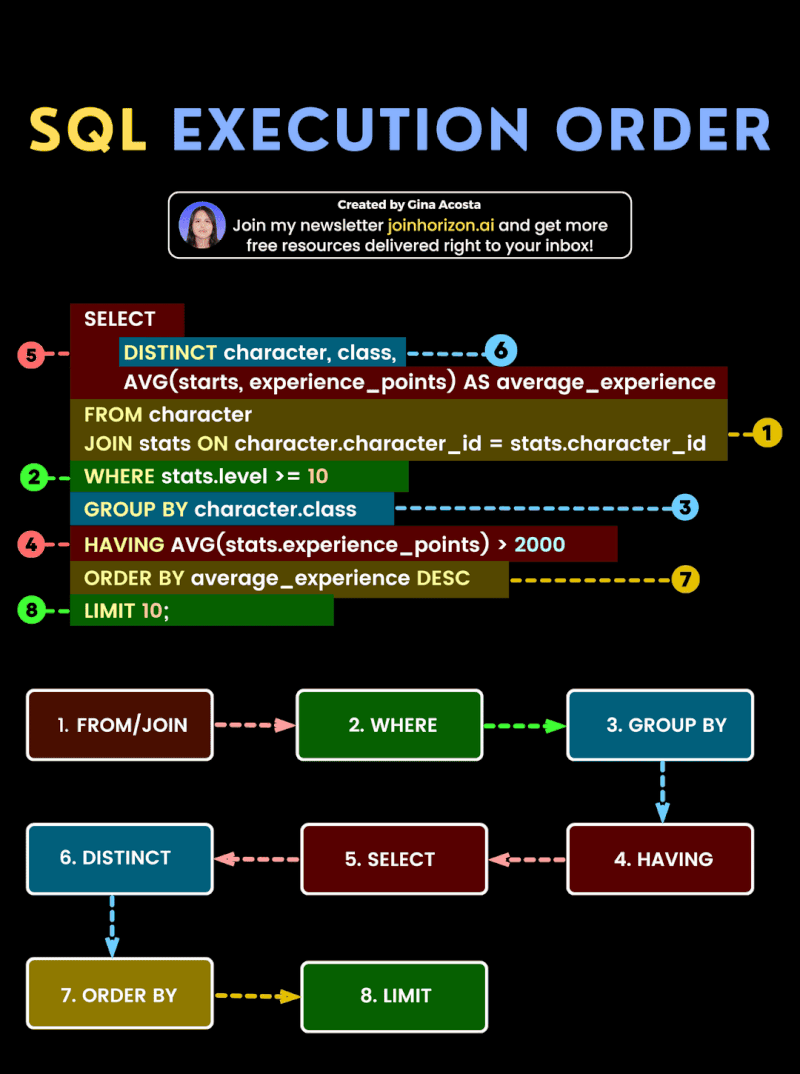 SQL EXECUTION ORDER
Created by Gina Acosta
Join my newsletter joinhorizon.ai and get more
free resources delivered right to your inbox!
SELECT
5
DISTINCT character, class,
6
AVG(starts, experience_points) AS average_experience
FROM character
JOIN stats ON character.character_id = stats.character_id
1
2
WHERE stats.level >= 10
GROUP BY character.class
3
4
HAVING AVG(stats.experience_points) > 2000
ORDER BY average_experience DESC
7
8
LIMIT 10;
1. FROM/JOIN
2. WHERE
3. GROUP BY
4. HAVING
5. SELECT
6. DISTINCT
7. ORDER BY
8. LIMIT